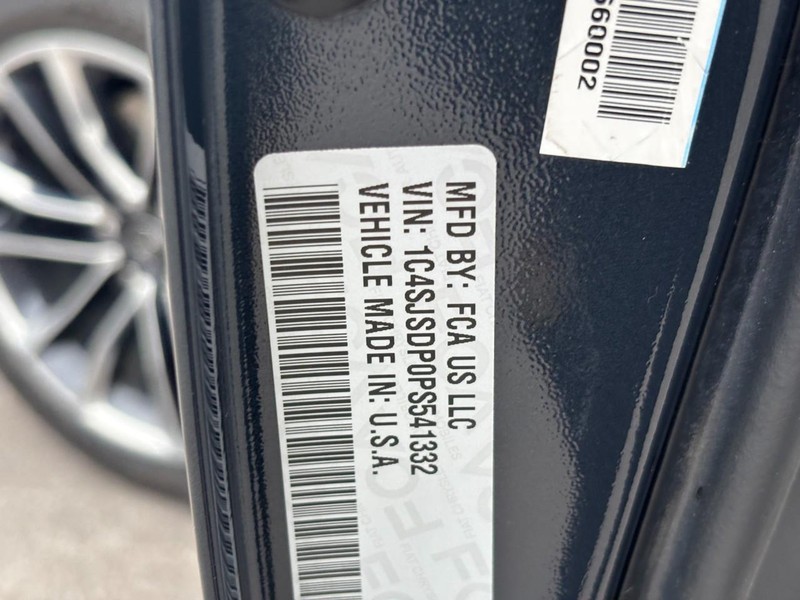 MFD BY: FCA US LLC
VIN: 1C4SJSDP0PS541332
VEHICLE MADE IN: U.S.A.
60002